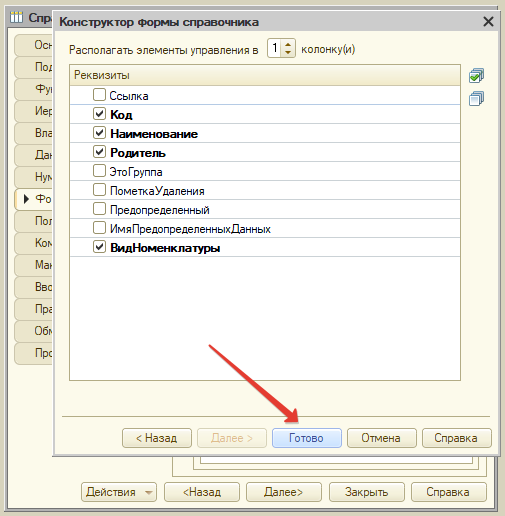 Спра
Конструктор формы справочника
Располагать элементы управления в 1 колонку(и)
Реквизиты
Ссылка
Код
Наименование
Родитель
ЭтоГруппа
ПометкаУдаления
Предопределенный
ИмяПредопределенныхДанных
ВидНоменклатуры
Осн
Под
Фун
Иер
Вла
Дан
Нум
Фо
Пол
Ком
Мак
Вво
Пра
Обм
Про
< Назад
Далее >
Готово
Отмена
Справка
Действия
<Назад
Далее>
Закрыть
Справка